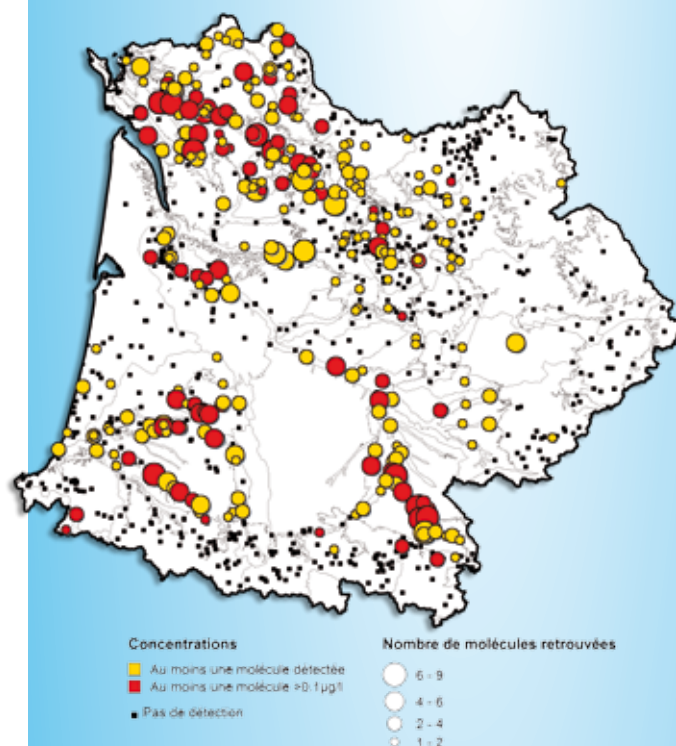 Concentrations
Au moins une molécule détectée
Au moins une molécule >0.1µg/l
Pas de détection
Nombre de molécules retrouvées
6 - 9
4 - 6
2 - 4
1 - 2